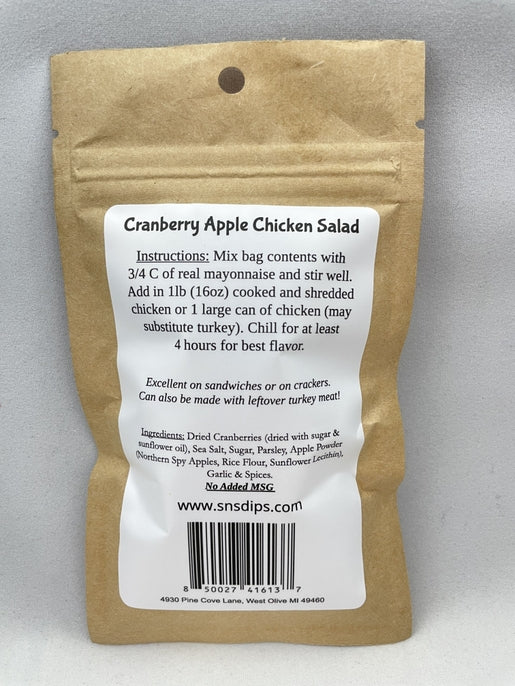 Cranberry Apple Chicken Salad
Instructions: Mix bag contents with
3/4 C of real mayonnaise and stir well.
Add in 1lb (16oz) cooked and shredded
chicken or 1 large can of chicken (may
substitute turkey). Chill for at least
4 hours for best flavor.
Excellent on sandwiches or on crackers.
Can also be made with leftover turkey meat!
Ingredients: Dried Cranberries (dried with sugar &
sunflower oil), Sea Salt, Sugar, Parsley, Apple Powder
(Northern Spy Apples, Rice Flour, Sunflower Lecithin),
Garlic & Spices.
No Added MSG
www.snsdips.com
8 50027 41613 7
4930 Pine Cove Lane, West Olive MI 49460